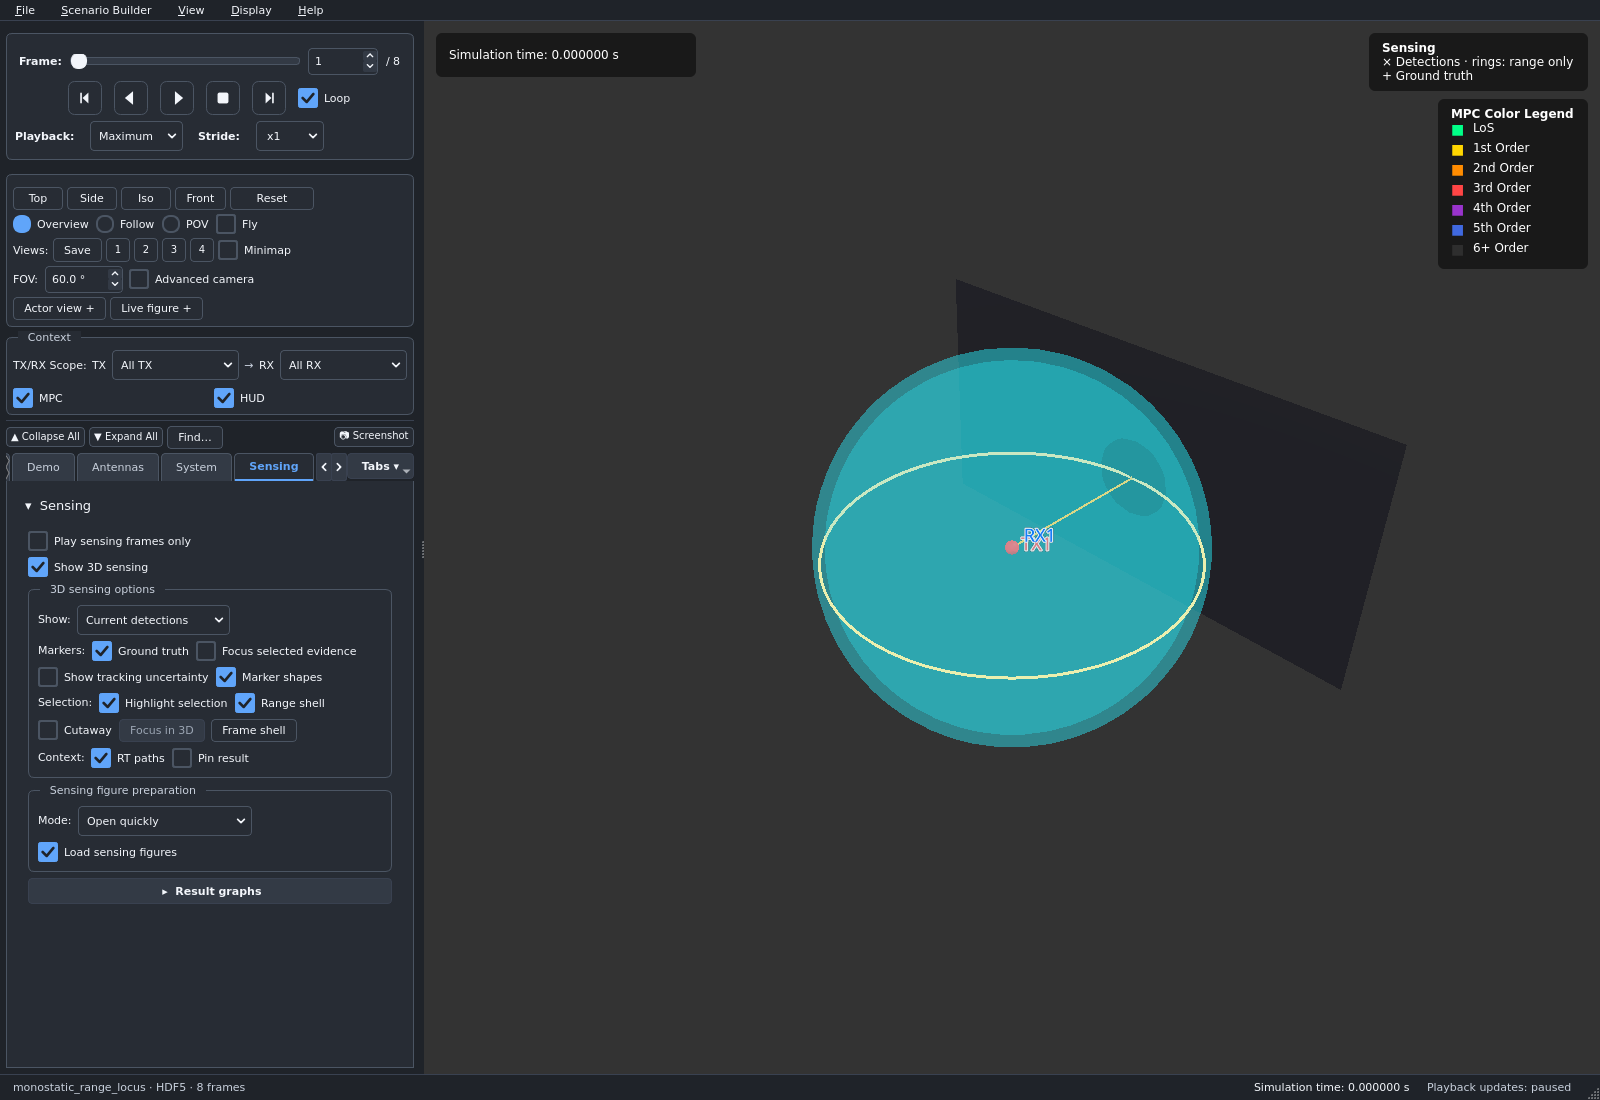 File Scenario Builder View Display Help
Frame: 1 / 8
Loop
Playback: Maximum Stride: x1
Top Side Iso Front Reset
Overview Follow POV Fly
Views: Save 1 2 3 4 Minimap
FOV: 60.0 ° Advanced camera
Actor view + Live figure +
Context
TX/RX Scope: TX All TX → RX All RX
MPC HUD
▲ Collapse All ▼ Expand All Find... Screenshot
Demo Antennas System Sensing Tabs ▾
▾ Sensing
Play sensing frames only
Show 3D sensing
3D sensing options
Show: Current detections
Markers: Ground truth Focus selected evidence
Show tracking uncertainty Marker shapes
Selection: Highlight selection Range shell
Cutaway Focus in 3D Frame shell
Context: RT paths Pin result
Sensing figure preparation
Mode: Open quickly
Load sensing figures
▸ Result graphs
Simulation time: 0.000000 s
Sensing
× Detections · rings: range only
+ Ground truth
MPC Color Legend
LoS
1st Order
2nd Order
3rd Order
4th Order
5th Order
6+ Order
RX1
TX1
monostatic_range_locus · HDF5 · 8 frames
Simulation time: 0.000000 s Playback updates: paused